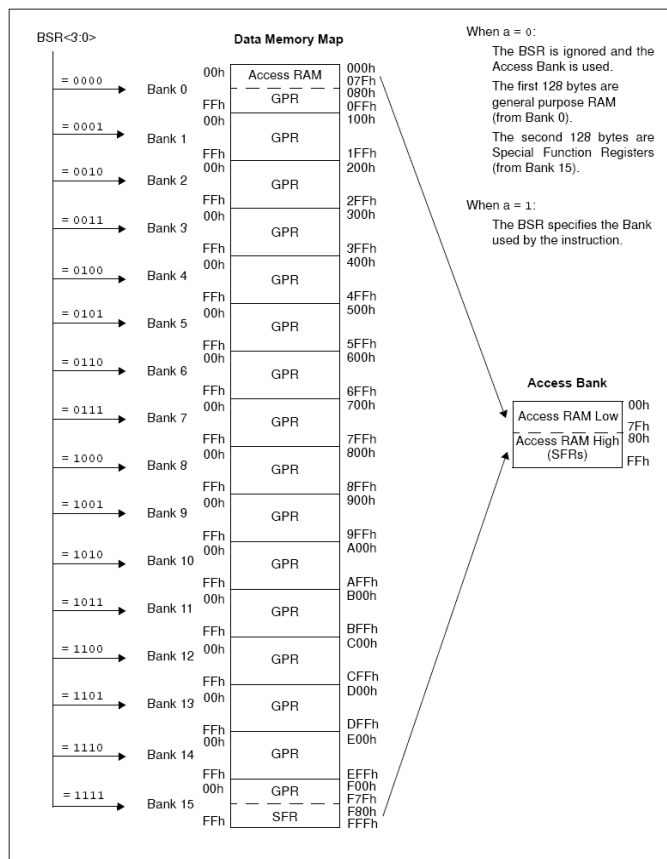 BSR<3:0>
Data Memory Map
= 0000
Bank 0
00h
Access RAM
000h
07Fh
GPR
080h
FFh
0FFh
= 0001
Bank 1
00h
GPR
100h
FFh
1FFh
= 0010
Bank 2
00h
GPR
200h
FFh
2FFh
= 0011
Bank 3
00h
GPR
300h
FFh
3FFh
= 0100
Bank 4
00h
GPR
400h
FFh
4FFh
= 0101
Bank 5
00h
GPR
500h
FFh
5FFh
= 0110
Bank 6
00h
GPR
600h
FFh
6FFh
= 0111
Bank 7
00h
GPR
700h
FFh
7FFh
= 1000
Bank 8
00h
GPR
800h
FFh
8FFh
= 1001
Bank 9
00h
GPR
900h
FFh
9FFh
= 1010
Bank 10
00h
GPR
A00h
FFh
AFFh
= 1011
Bank 11
00h
GPR
B00h
FFh
BFFh
= 1100
Bank 12
00h
GPR
C00h
FFh
CFFh
= 1101
Bank 13
00h
GPR
D00h
FFh
DFFh
= 1110
Bank 14
00h
GPR
E00h
FFh
EFFh
= 1111
Bank 15
00h
GPR
F00h
F7Fh
SFR
F80h
FFh
FFFh
When a = 0:
The BSR is ignored and the
Access Bank is used.
The first 128 bytes are
general purpose RAM
(from Bank 0).
The second 128 bytes are
Special Function Registers
(from Bank 15).
When a = 1:
The BSR specifies the Bank
used by the instruction.
Access Bank
Access RAM Low
00h
7Fh
Access RAM High
(SFRs)
80h
FFh